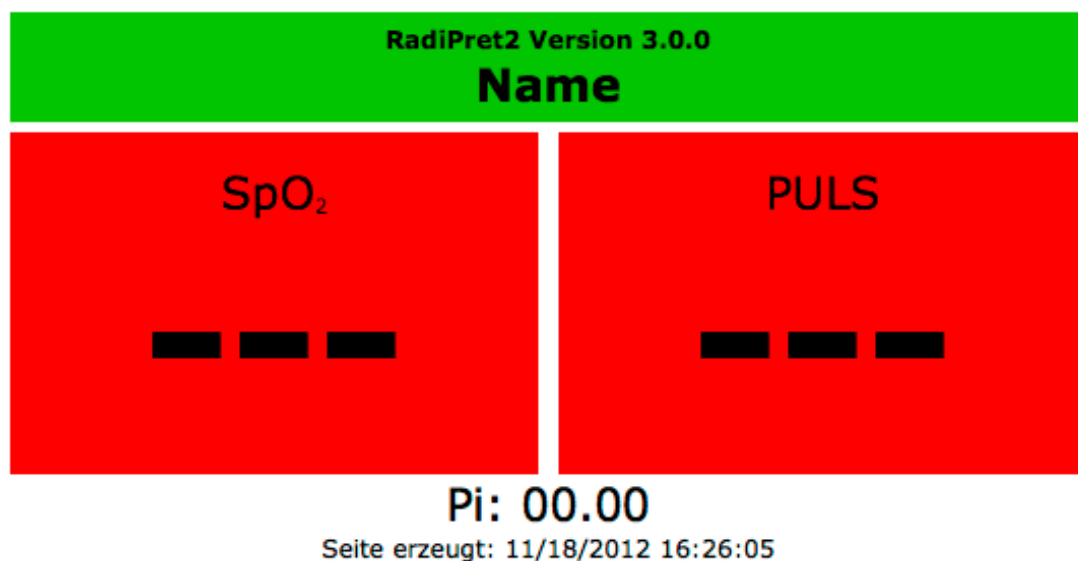 RadiPret2 Version 3.0.0
Name
SpO₂
PULS
---
---
Pi: 00.00
Seite erzeugt: 11/18/2012 16:26:05